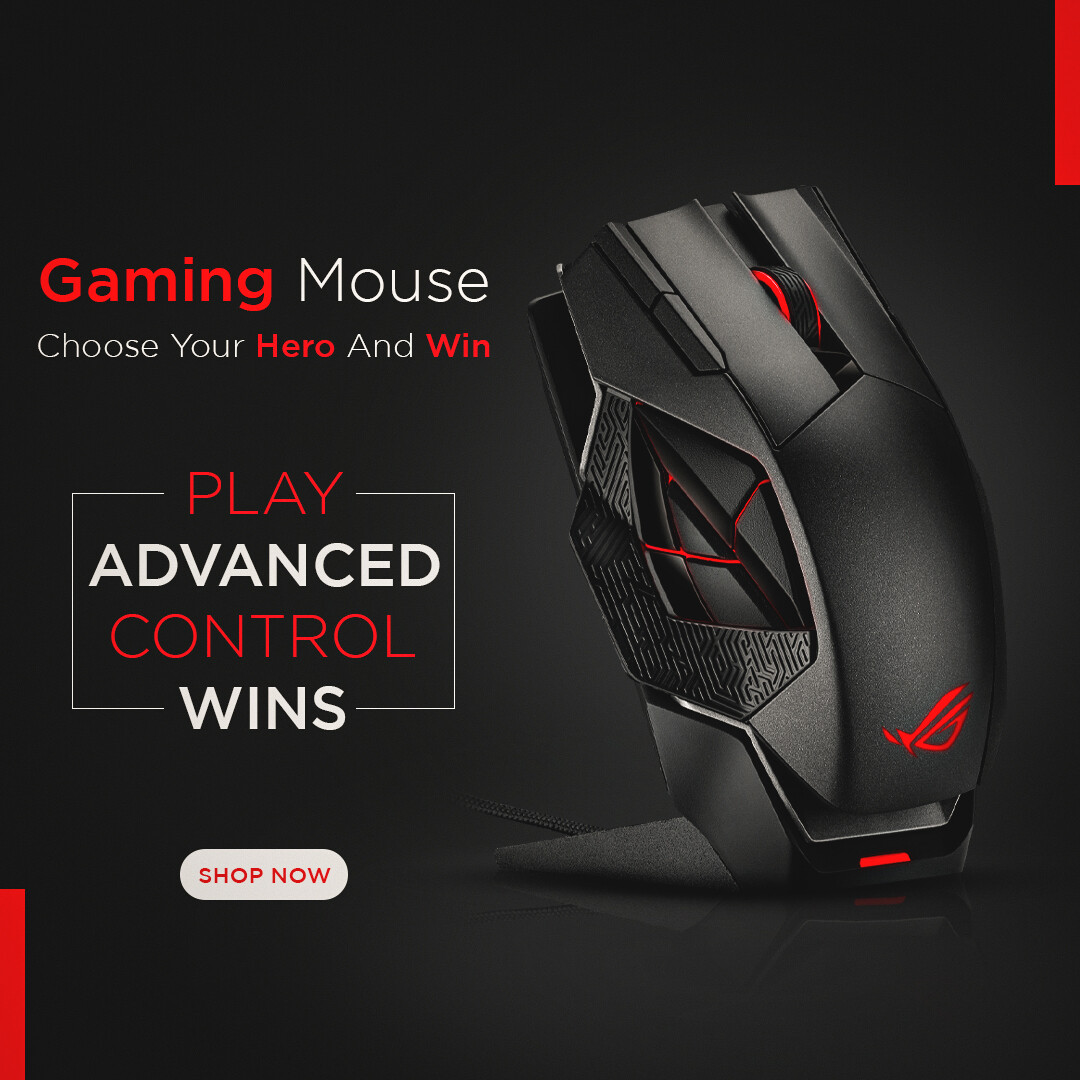 Gaming Mouse
Choose Your Hero And Win
PLAY
ADVANCED
CONTROL
WINS
SHOP NOW